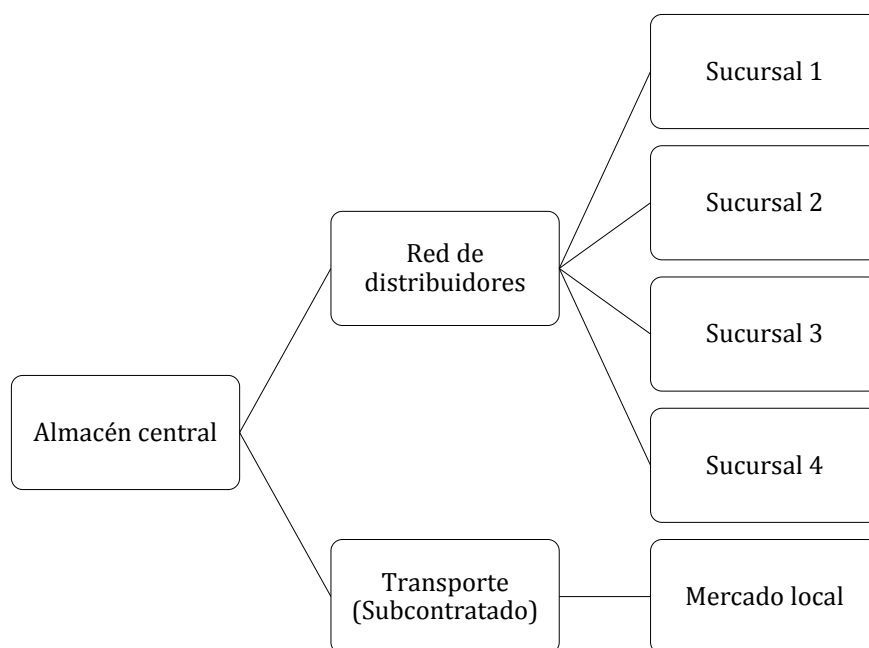 Sucursal 1
Sucursal 2
Red de
distribuidores
Sucursal 3
Almacén central
Sucursal 4
Transporte
(Subcontratado)
Mercado local